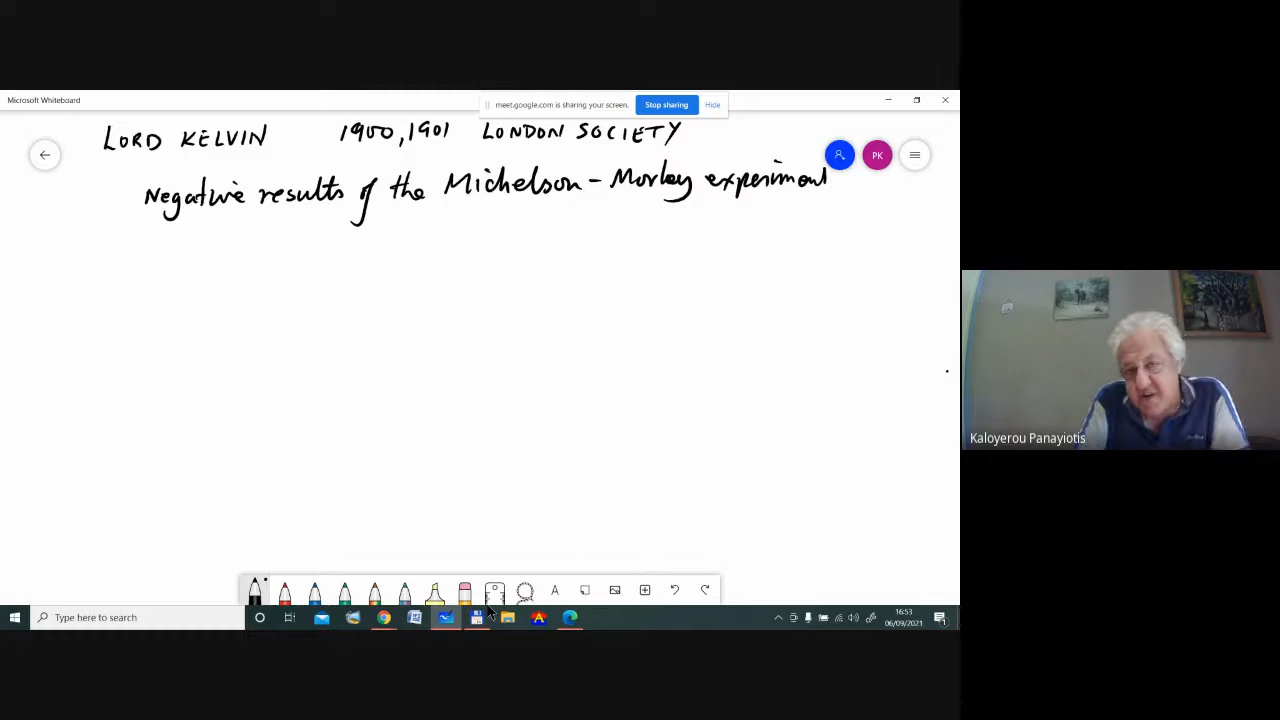 Microsoft Whiteboard
meet.google.com is sharing your screen.
Stop sharing
Hide
LORD KELVIN 1900, 1901 LONDON SOCIETY
PK
Negative results of the Michelson - Morley experiment
Kaloyerou Panayiotis
A
Type here to search
16:53
06/09/2021